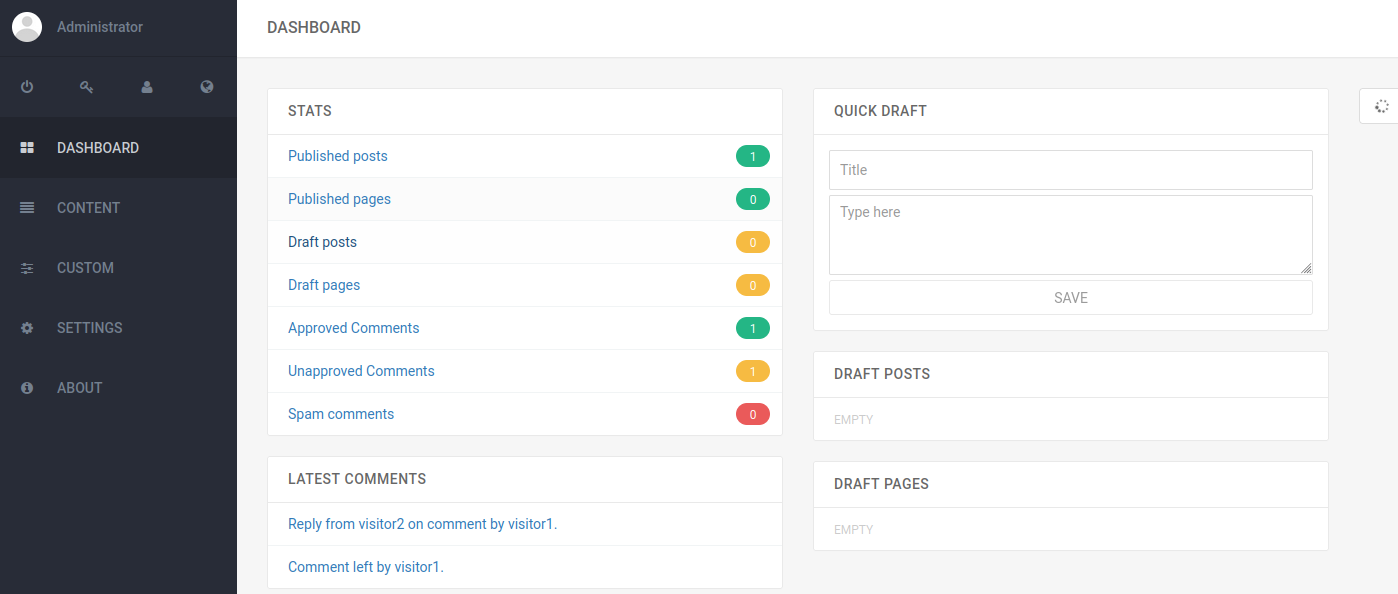 Administrator
DASHBOARD
CONTENT
CUSTOM
SETTINGS
ABOUT
DASHBOARD
STATS
Published posts 1
Published pages 0
Draft posts 0
Draft pages 0
Approved Comments 1
Unapproved Comments 1
Spam comments 0
LATEST COMMENTS
Reply from visitor2 on comment by visitor1.
Comment left by visitor1.
QUICK DRAFT
Title
Type here
SAVE
DRAFT POSTS
EMPTY
DRAFT PAGES
EMPTY